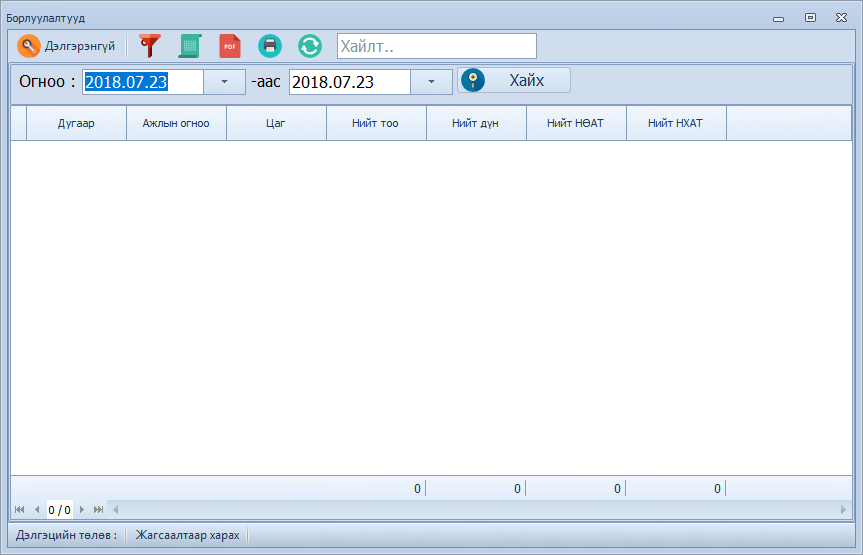 Борлуулалтууд
Дэлгэрэнгүй PDF Хайлт..
Огноо : 2018.07.23 -аас 2018.07.23 Хайх
Дугаар Ажлын огноо Цаг Нийт тоо Нийт дүн Нийт НӨАТ Нийт НХАТ
0 0 0 0
0 / 0
Дэлгэцийн төлөв : Жагсаалтаар харах